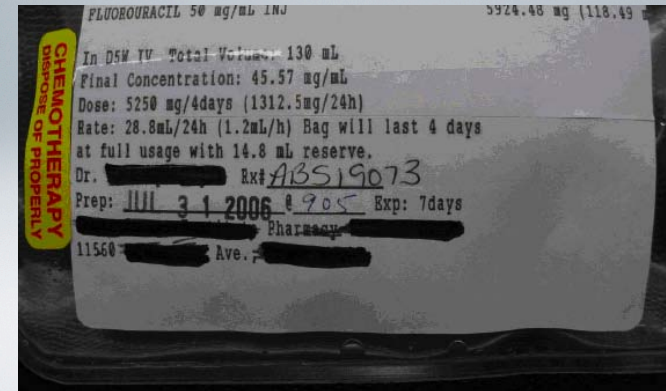 FLUOROURACIL 50 mg/mL INJ 5924.48 mg (118.49
In D5W IV Total Volume: 130 mL
Final Concentration: 45.57 mg/mL
Dose: 5250 mg/4days (1312.5mg/24h)
Rate: 28.8mL/24h (1.2mL/h) Bag will last 4 days
at full usage with 14.8 mL reserve.
Dr. Rx# ABS19073
Prep: JUL 31 2006 @ 905 Exp: 7days
Pharmacy
11560 Ave.
CHEMOTHERAPY
DISPOSE OF PROPERLY